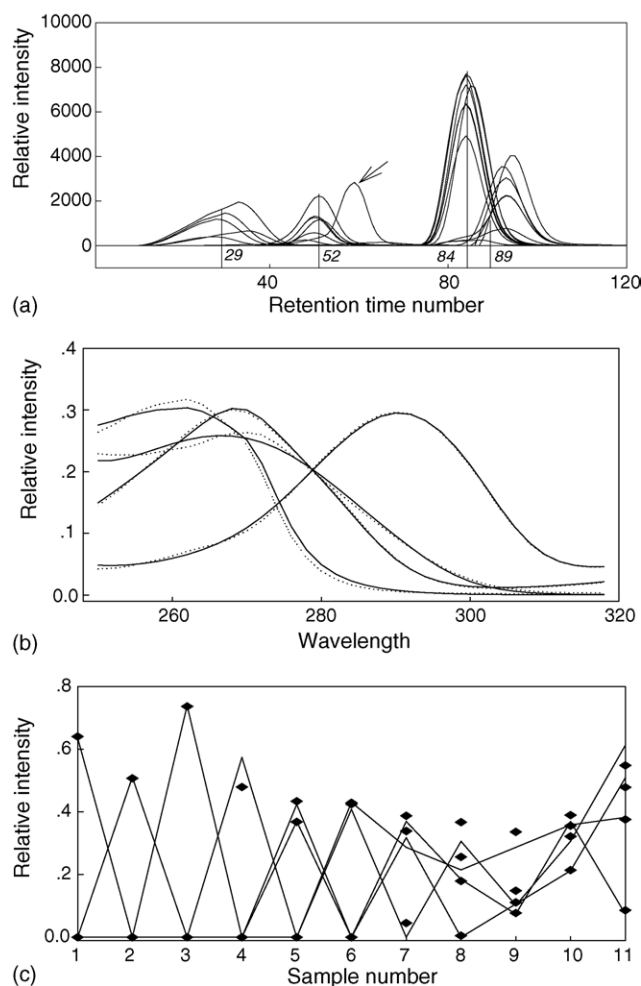 Relative intensity
10000
8000
6000
4000
2000
0
29
52
84
89
40
80
120
Retention time number
(a)
Relative intensity
.4
.3
.2
.1
0.0
260
280
300
320
Wavelength
(b)
Relative intensity
.8
.6
.4
.2
0.0
1 2 3 4 5 6 7 8 9 10 11
Sample number
(c)